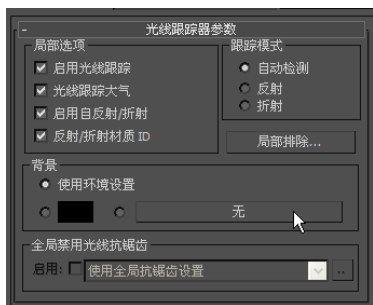 - 光线跟踪器参数
局部选项
启用光线跟踪
光线跟踪大气
启用自反射/折射
反射/折射材质 ID
跟踪模式
自动检测
反射
折射
局部排除...
背景
使用环境设置
无
全局禁用光线抗锯齿
启用: 使用全局抗锯齿设置 ..